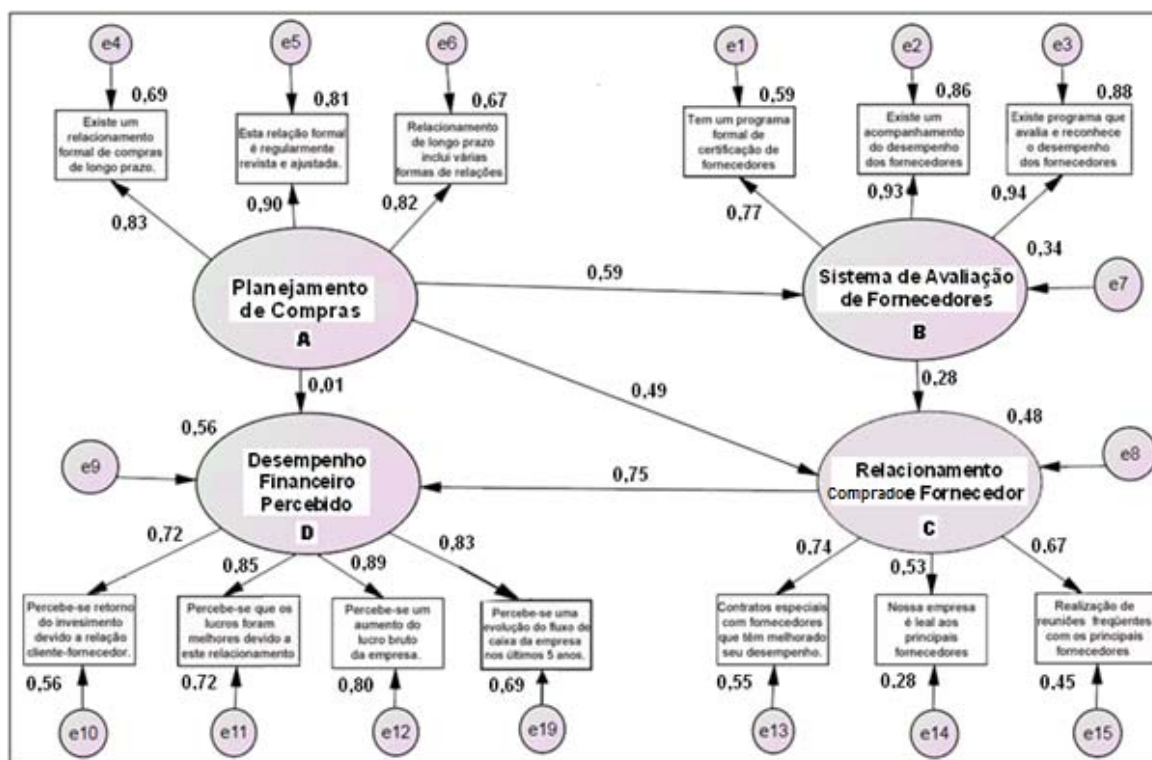 e4
e5
e6
e1
e2
e3
0,69
0,81
0,67
0,59
0,86
0,88
Existe um
relacionamento
formal de compras
de longo prazo.
Esta relação formal
é regularmente
revista e ajustada.
Relacionamento
de longo prazo
inclui várias
formas de relações
Tem um programa
formal de
certificação de
fornecedores
Existe um
acompanhamento
do desempenho
dos fornecedores
Existe programa que
avalia e reconhece
o desempenho
dos fornecedores
0,83
0,90
0,82
0,77
0,93
0,94
Planejamento
de Compras
A
0,59
Sistema de Avaliação
de Fornecedores
B
0,34
e7
0,01
0,49
0,28
0,56
e9
Desempenho
Financeiro
Percebido
D
0,75
Relacionamento
Compradoe Fornecedor
C
0,48
e8
0,72
0,85
0,89
0,83
0,74
0,53
0,67
Percebe-se retorno
do invesimento
devido a relação
cliente-fornecedor.
Percebe-se que os
lucros foram
melhores devido a
este relacionamento
Percebe-se um
aumento do
lucro bruto
da empresa.
Percebe-se uma
evolução do fluxo de
caixa da empresa
nos últimos 5 anos.
Contratos especiais
com fornecedores
que têm melhorado
seu desempenho.
Nossa empresa
é leal aos
principais
fornecedores
Realização de
reuniões freqüentes
com os principais
fornecedores
0,56
0,72
0,80
0,69
0,55
0,28
0,45
e10
e11
e12
e19
e13
e14
e15